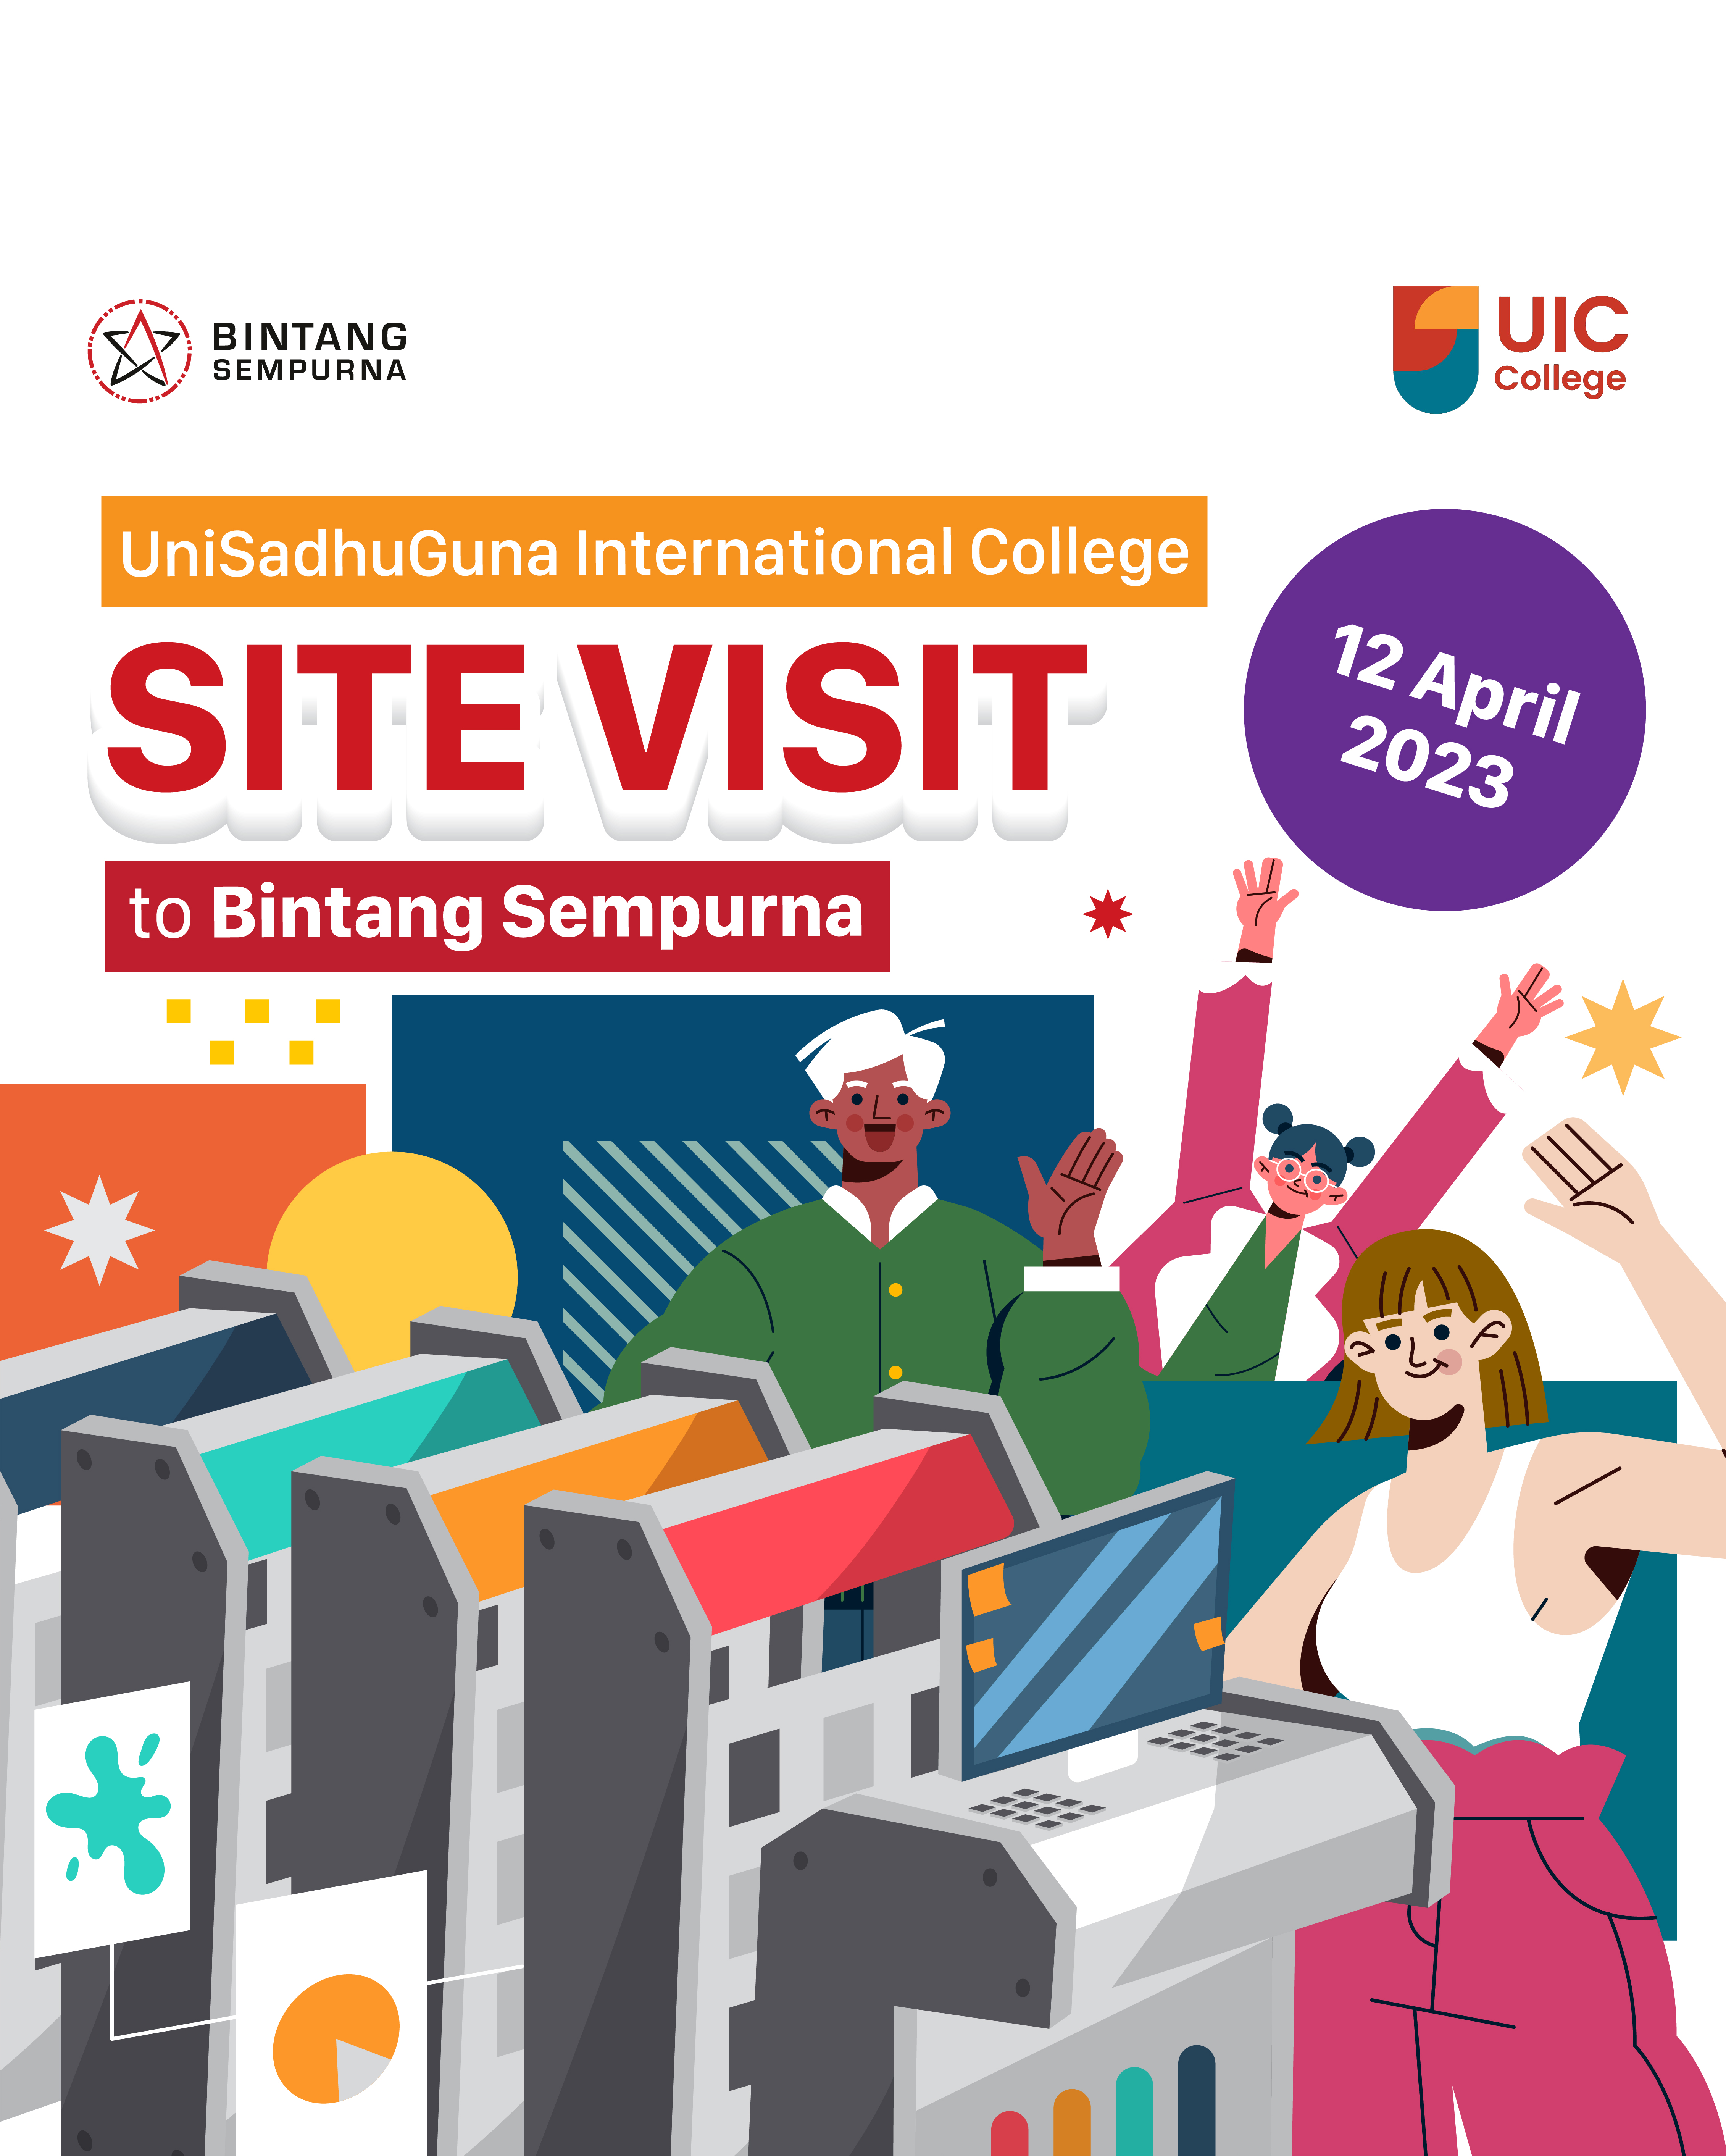 BINTANG
SEMPURNA
UIC
College
UniSadhuGuna International College
SITE VISIT
12 April
2023
to Bintang Sempurna